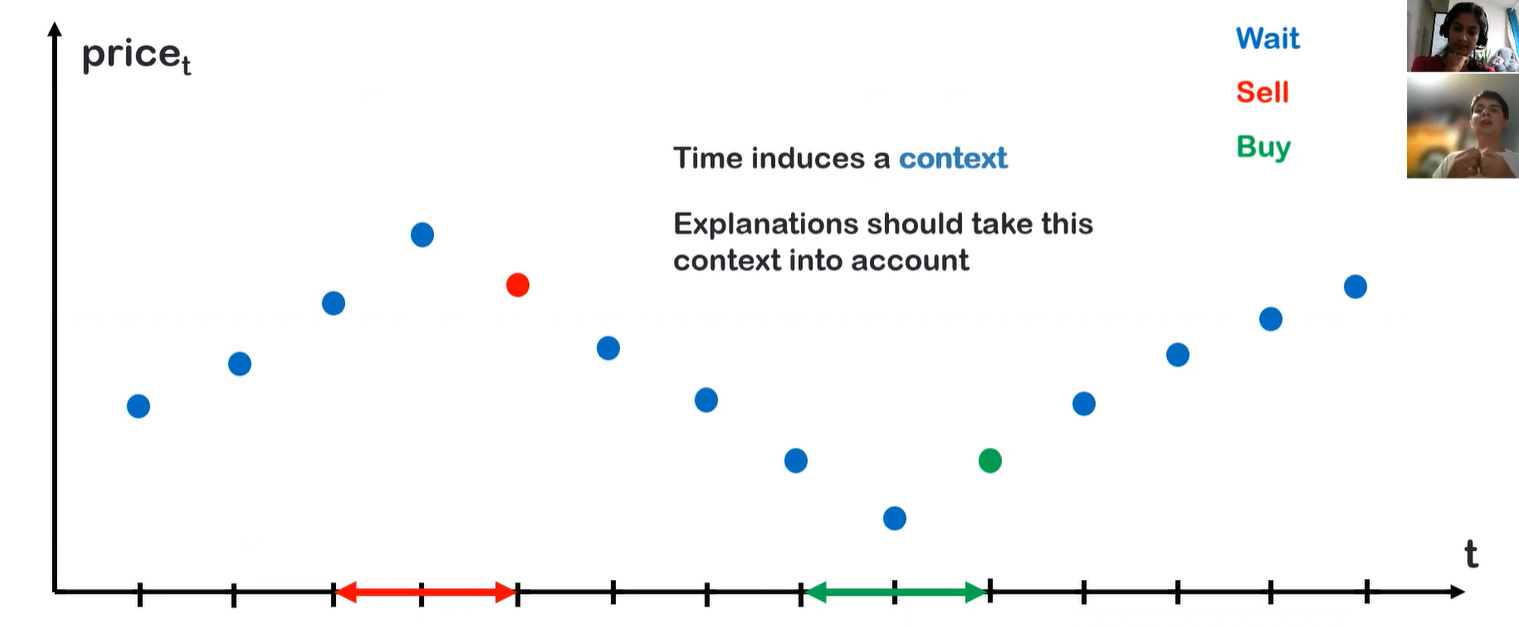 price_t
Wait
Sell
Buy
Time induces a context
Explanations should take this
context into account
t